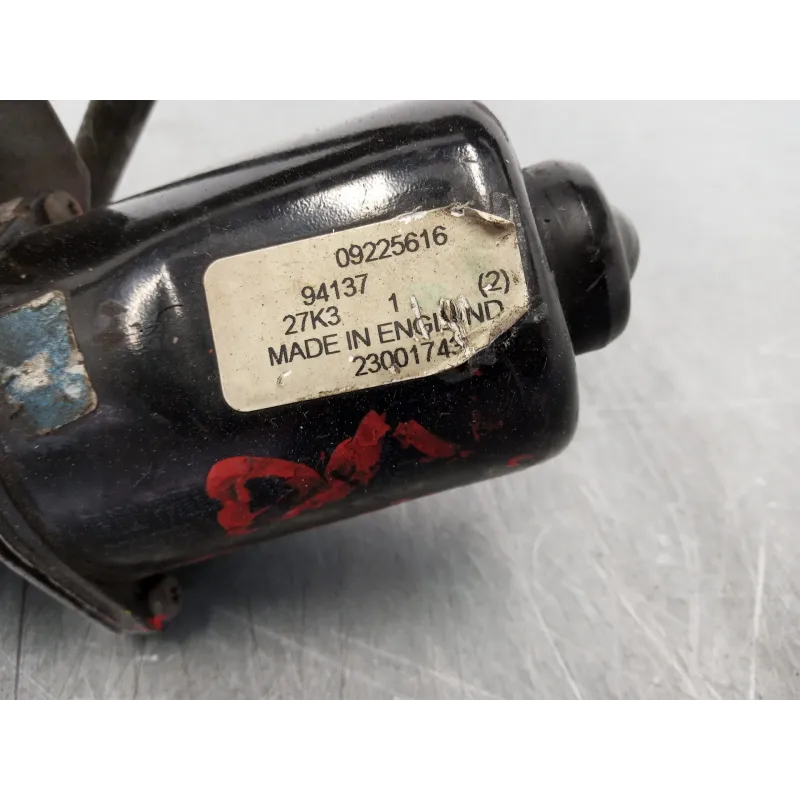 09225616
94137
27K3 1 (2)
MADE IN ENGLAND
23001743